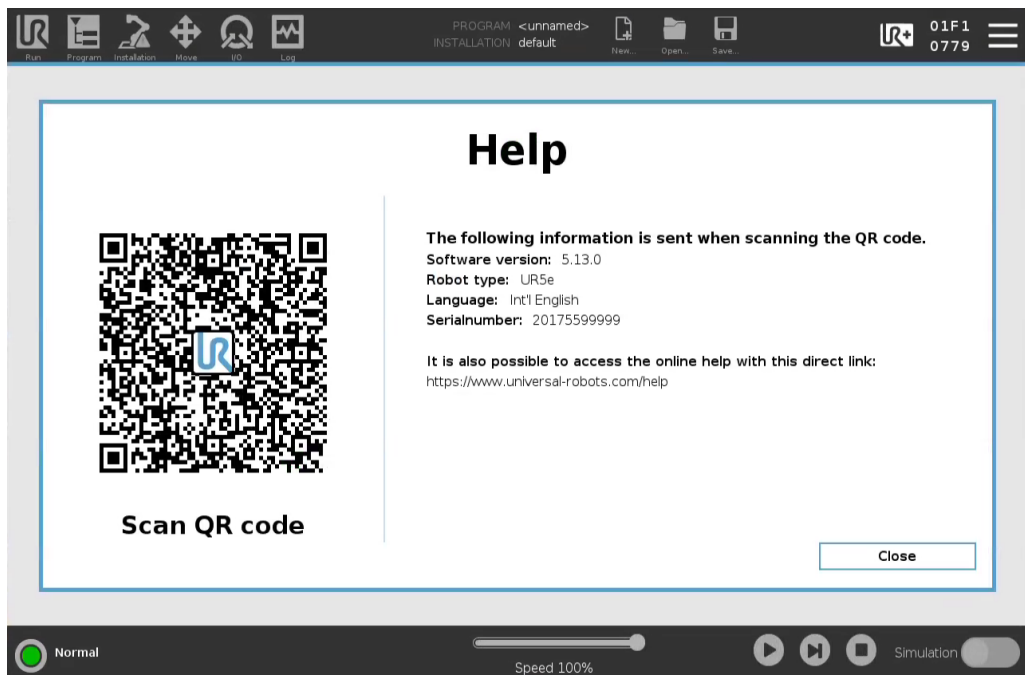 PROGRAM <unnamed>
INSTALLATION default
Run Program Installation Move I/O Log
New... Open... Save...
UR+
01F1
0779
Help
The following information is sent when scanning the QR code.
Software version: 5.13.0
Robot type: UR5e
Language: Int'l English
Serialnumber: 20175599999
It is also possible to access the online help with this direct link:
https://www.universal-robots.com/help
Scan QR code
Close
Normal
Speed 100%
Simulation